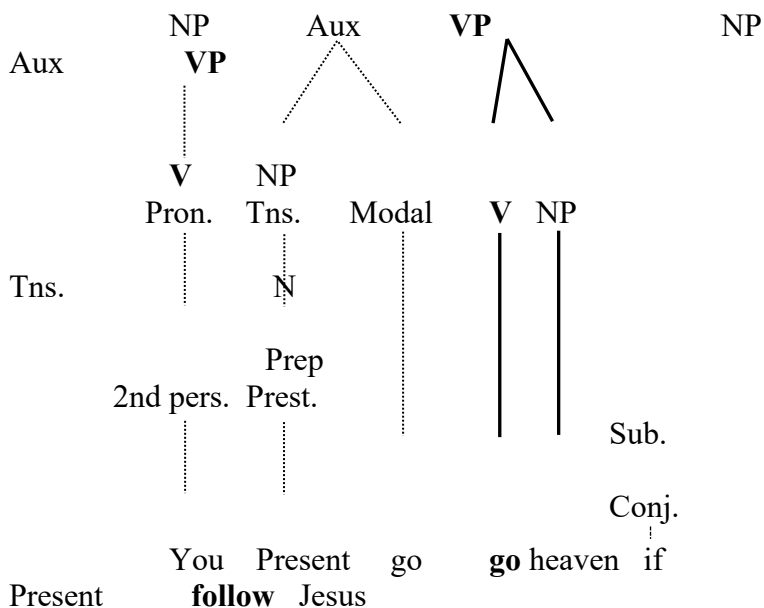 NP Aux VP NP
Aux VP
V NP
Pron. Tns. Modal V NP
Tns. N
Prep
2nd pers. Prest.
Sub.
Conj.
You Present go go heaven if
Present follow Jesus